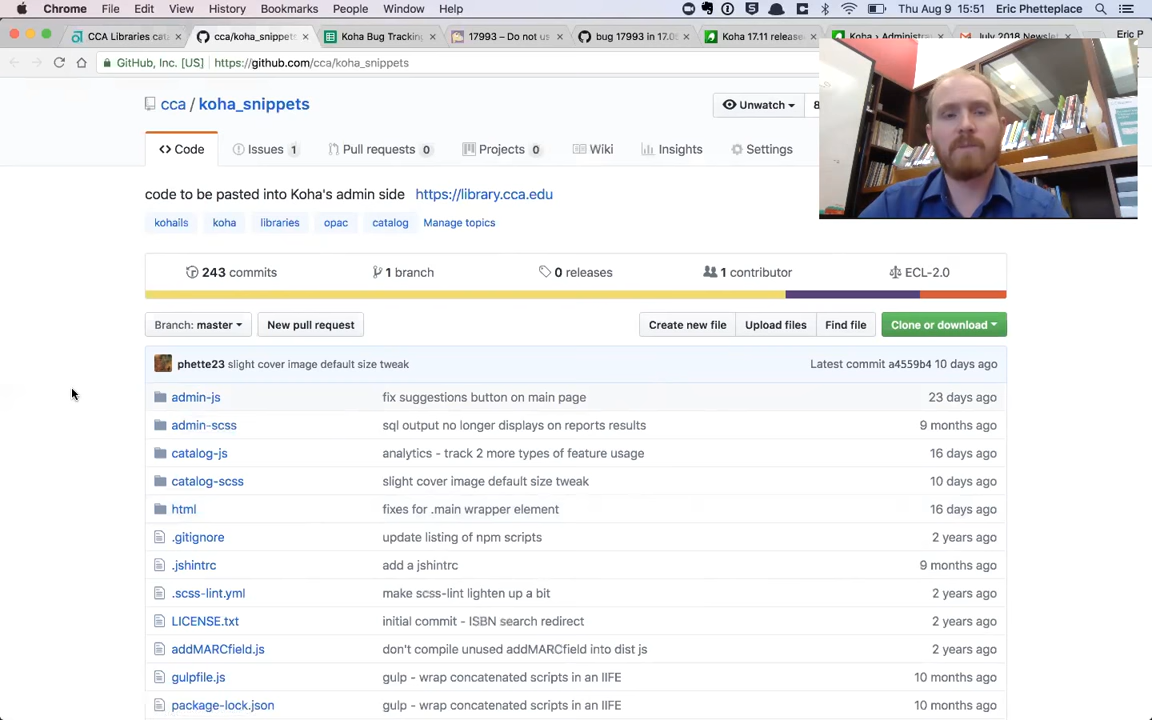 Chrome File Edit View History Bookmarks People Window Help Thu Aug 9 15:51 Eric Phetteplace
CCA Libraries cat cca/koha_snippets Koha Bug Tracking 17993 – Do not us bug 17993 in 17.0 Koha 17.11 release Koha › Administra July 2018 Newsle Eric P
GitHub, Inc. [US] https://github.com/cca/koha_snippets
cca / koha_snippets
Unwatch 8
Code Issues 1 Pull requests 0 Projects 0 Wiki Insights Settings
code to be pasted into Koha's admin side https://library.cca.edu
kohails koha libraries opac catalog Manage topics
243 commits 1 branch 0 releases 1 contributor ECL-2.0
Branch: master New pull request Create new file Upload files Find file Clone or download
phette23 slight cover image default size tweak Latest commit a4559b4 10 days ago
admin-js fix suggestions button on main page 23 days ago
admin-scss sql output no longer displays on reports results 9 months ago
catalog-js analytics - track 2 more types of feature usage 16 days ago
catalog-scss slight cover image default size tweak 10 days ago
html fixes for .main wrapper element 16 days ago
.gitignore update listing of npm scripts 2 years ago
.jshintrc add a jshintrc 9 months ago
.scss-lint.yml make scss-lint lighten up a bit 2 years ago
LICENSE.txt initial commit - ISBN search redirect 2 years ago
addMARCfield.js don't compile unused addMARCfield into dist js 2 years ago
gulpfile.js gulp - wrap concatenated scripts in an IIFE 10 months ago
package-lock.json gulp - wrap concatenated scripts in an IIFE 10 months ago